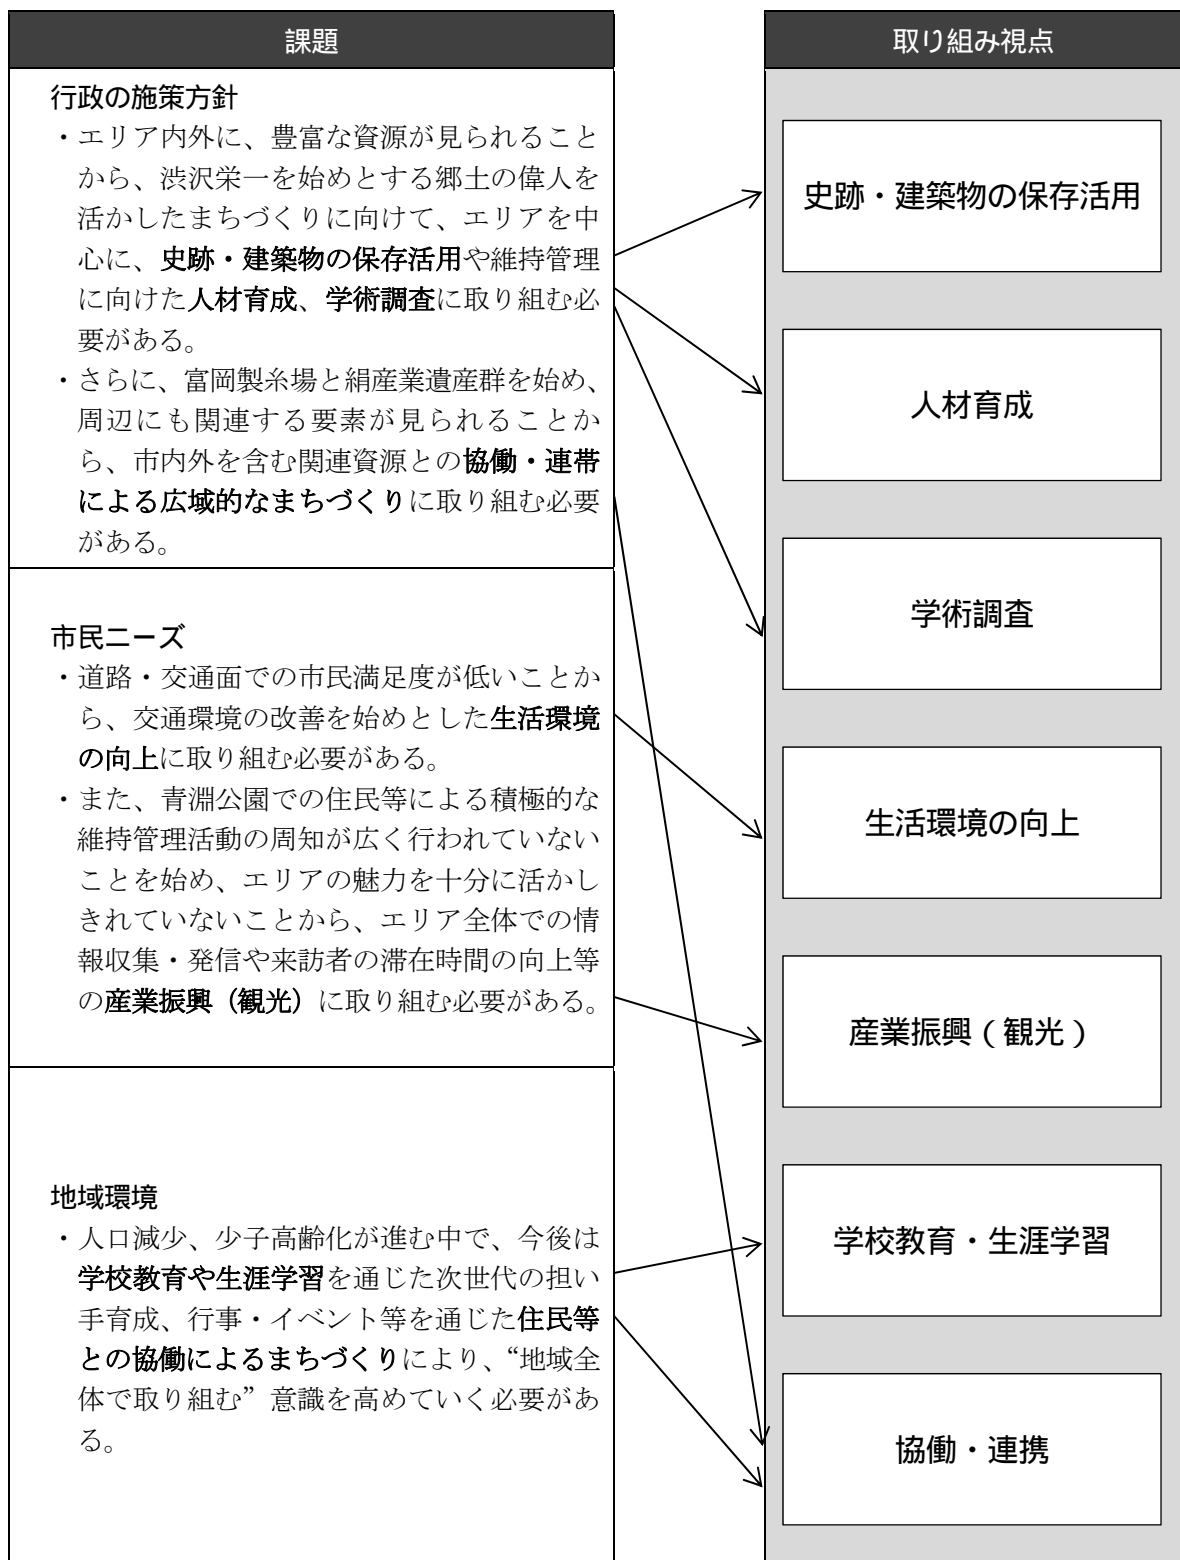 課題
行政の施策方針
・エリア内外に、豊富な資源が見られること
から、渋沢栄一を始めとする郷土の偉人を
活かしたまちづくりに向けて、エリアを中
心に、史跡・建築物の保存活用や維持管理
に向けた人材育成、学術調査に取り組む必
要がある。
・さらに、富岡製糸場と絹産業遺産群を始め、
周辺にも関連する要素が見られることか
ら、市内外を含む関連資源との協働・連帯
による広域的なまちづくりに取り組む必要
がある。
市民ニーズ
・道路・交通面での市民満足度が低いことか
ら、交通環境の改善を始めとした生活環境
の向上に取り組む必要がある。
・また、青淵公園での住民等による積極的な
維持管理活動の周知が広く行われていない
ことを始め、エリアの魅力を十分に活かし
きれていないことから、エリア全体での情
報収集・発信や来訪者の滞在時間の向上等
の産業振興（観光）に取り組む必要がある。
地域環境
・人口減少、少子高齢化が進む中で、今後は
学校教育や生涯学習を通じた次世代の担い
手育成、行事・イベント等を通じた住民等
との協働によるまちづくりにより、“地域全
体で取り組む”意識を高めていく必要があ
る。
取り組み視点
史跡・建築物の保存活用
人材育成
学術調査
生活環境の向上
産業振興（観光）
学校教育・生涯学習
協働・連携